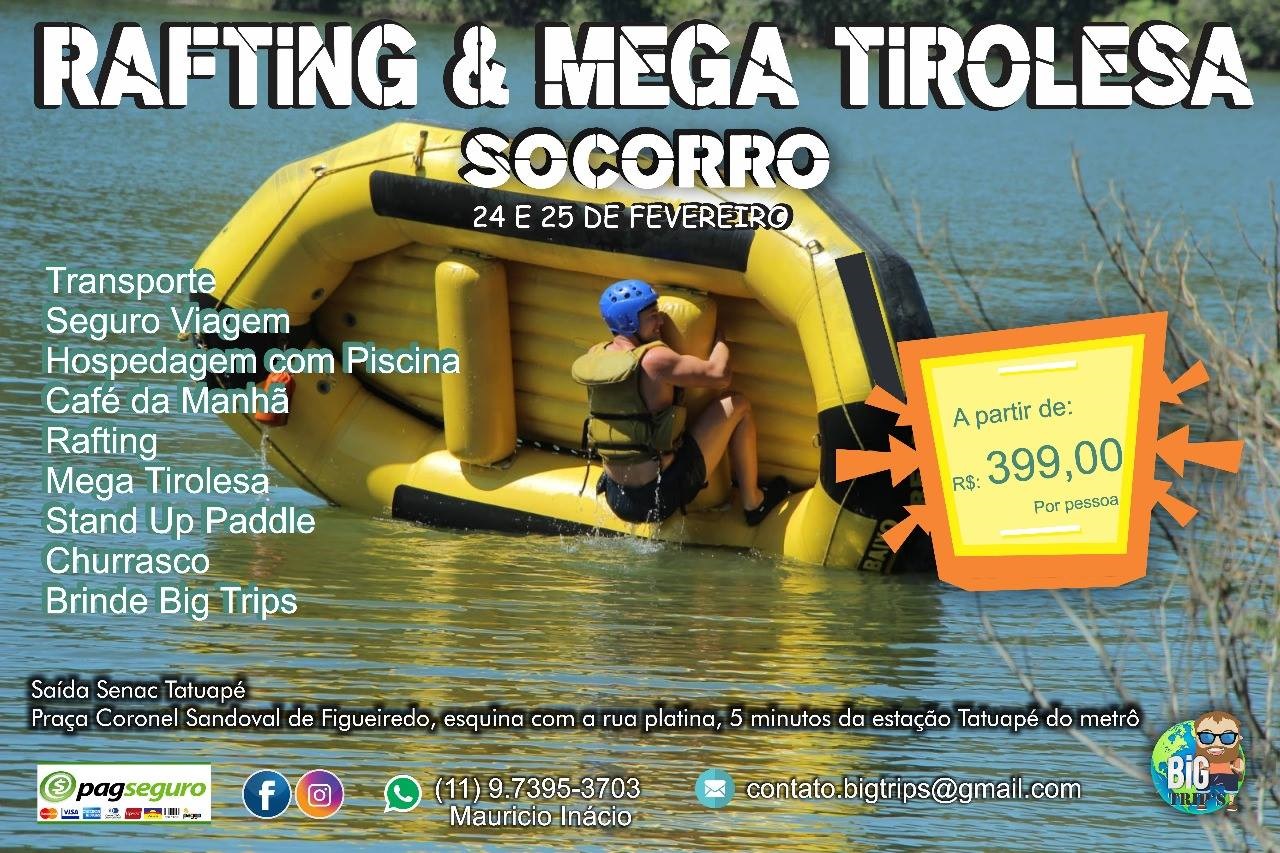 RAFTING & MEGA TIROLESA
SOCORRO
24 E 25 DE FEVEREIRO
Transporte
Seguro Viagem
Hospedagem com Piscina
Café da Manhã
Rafting
Mega Tirolesa
Stand Up Paddle
Churrasco
Brinde Big Trips
A partir de:
R$: 399,00
Por pessoa
Saída Senac Tatuapé
Praça Coronel Sandoval de Figueiredo, esquina com a rua platina, 5 minutos da estação Tatuapé do metrô
pagseguro
VISA
(11) 9.7395-3703
Mauricio Inácio
contato.bigtrips@gmail.com
BIG
TRIPS